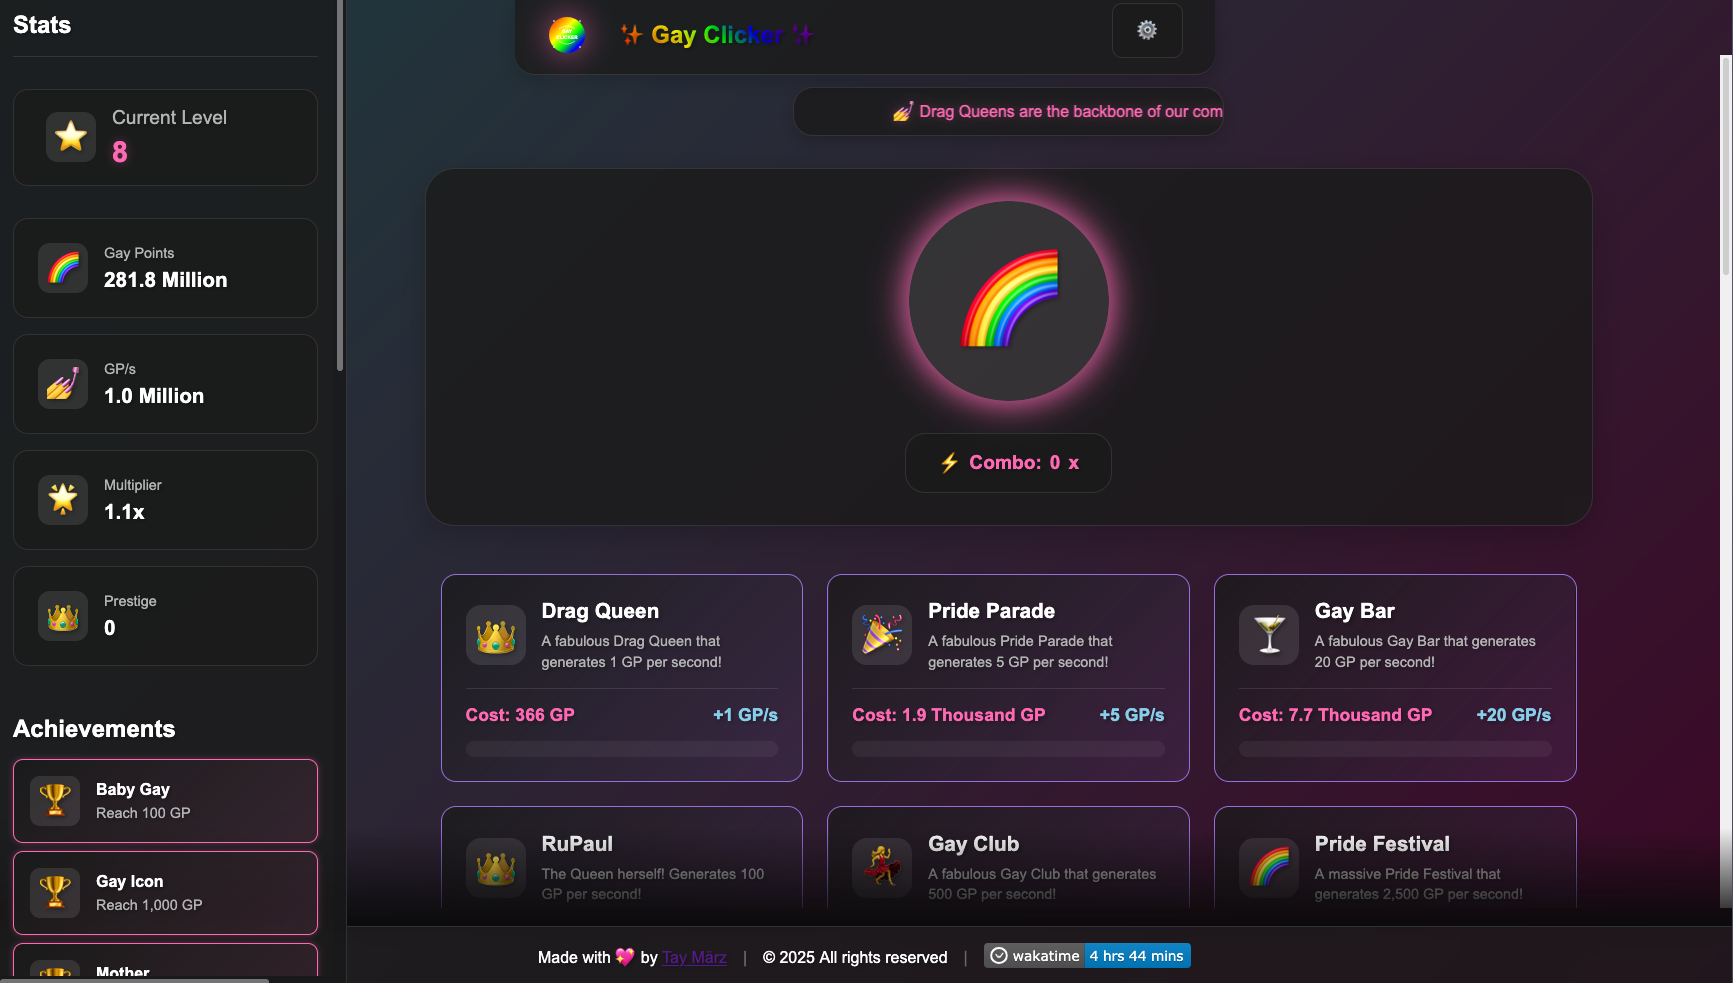 Stats
Current Level
8
Gay Points
281.8 Million
GP/s
1.0 Million
Multiplier
1.1x
Prestige
0
Achievements
Baby Gay
Reach 100 GP
Gay Icon
Reach 1,000 GP
Mother
GAY CLICKER
✨ Gay Clicker ✨
💅 Drag Queens are the backbone of our com
⚡ Combo: 0 x
Drag Queen
A fabulous Drag Queen that
generates 1 GP per second!
Cost: 366 GP +1 GP/s
Pride Parade
A fabulous Pride Parade that
generates 5 GP per second!
Cost: 1.9 Thousand GP +5 GP/s
Gay Bar
A fabulous Gay Bar that generates
20 GP per second!
Cost: 7.7 Thousand GP +20 GP/s
RuPaul
The Queen herself! Generates 100
GP per second!
Gay Club
A fabulous Gay Club that generates
500 GP per second!
Pride Festival
A massive Pride Festival that
generates 2,500 GP per second!
Made with 💖 by Tay März | © 2025 All rights reserved | wakatime 4 hrs 44 mins